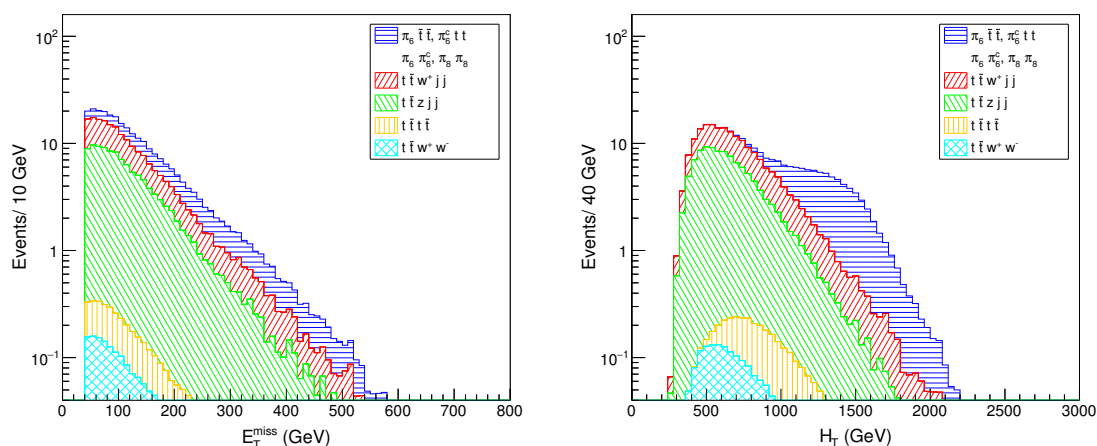 Events/ 10 GeV
10²
10
1
10⁻¹
0 100 200 300 400 500 600 700 800
E_T^miss (GeV)
π₆ t̄ t̄, π₆ᶜ t t
π₆ π₆ᶜ, π₈ π₈
t t̄ w⁺ j j
t t̄ z j j
t t̄ t t̄
t t̄ w⁺ w⁻
Events/ 40 GeV
10²
10
1
10⁻¹
0 500 1000 1500 2000 2500 3000
H_T (GeV)
π₆ t̄ t̄, π₆ᶜ t t
π₆ π₆ᶜ, π₈ π₈
t t̄ w⁺ j j
t t̄ z j j
t t̄ t t̄
t t̄ w⁺ w⁻